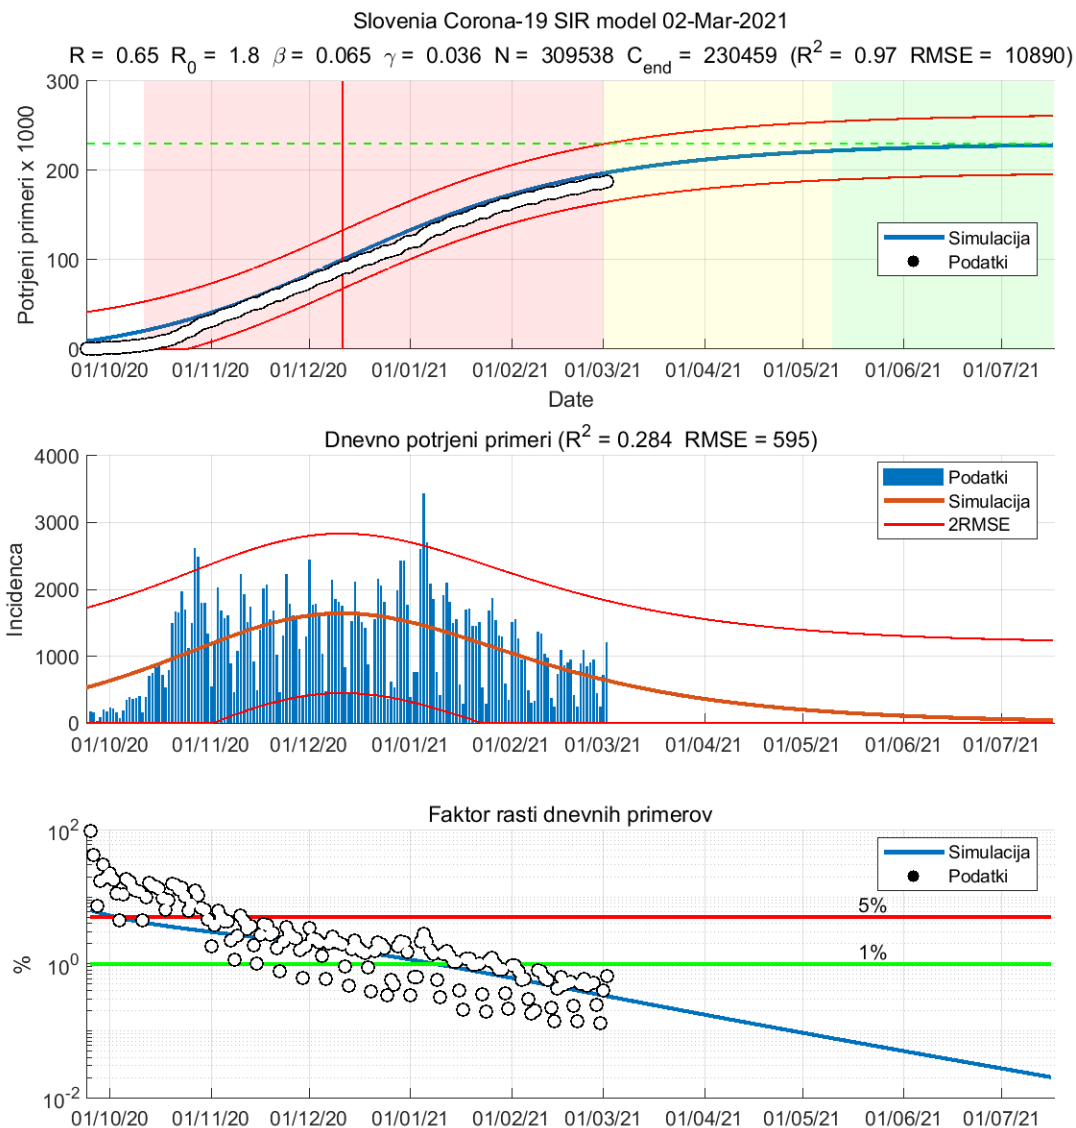 Slovenia Corona-19 SIR model 02-Mar-2021
R = 0.65 R0 = 1.8 β = 0.065 γ = 0.036 N = 309538 Cend = 230459 (R2 = 0.97 RMSE = 10890)
Potrjeni primeri x 1000
300
200
100
0
Simulacija
Podatki
01/10/20 01/11/20 01/12/20 01/01/21 01/02/21 01/03/21 01/04/21 01/05/21 01/06/21 01/07/21
Date
Dnevno potrjeni primeri (R2 = 0.284 RMSE = 595)
Incidenca
4000
3000
2000
1000
0
Podatki
Simulacija
2RMSE
01/10/20 01/11/20 01/12/20 01/01/21 01/02/21 01/03/21 01/04/21 01/05/21 01/06/21 01/07/21
Faktor rasti dnevnih primerov
%
10^2
10^0
10^-2
Simulacija
Podatki
5%
1%
01/10/20 01/11/20 01/12/20 01/01/21 01/02/21 01/03/21 01/04/21 01/05/21 01/06/21 01/07/21